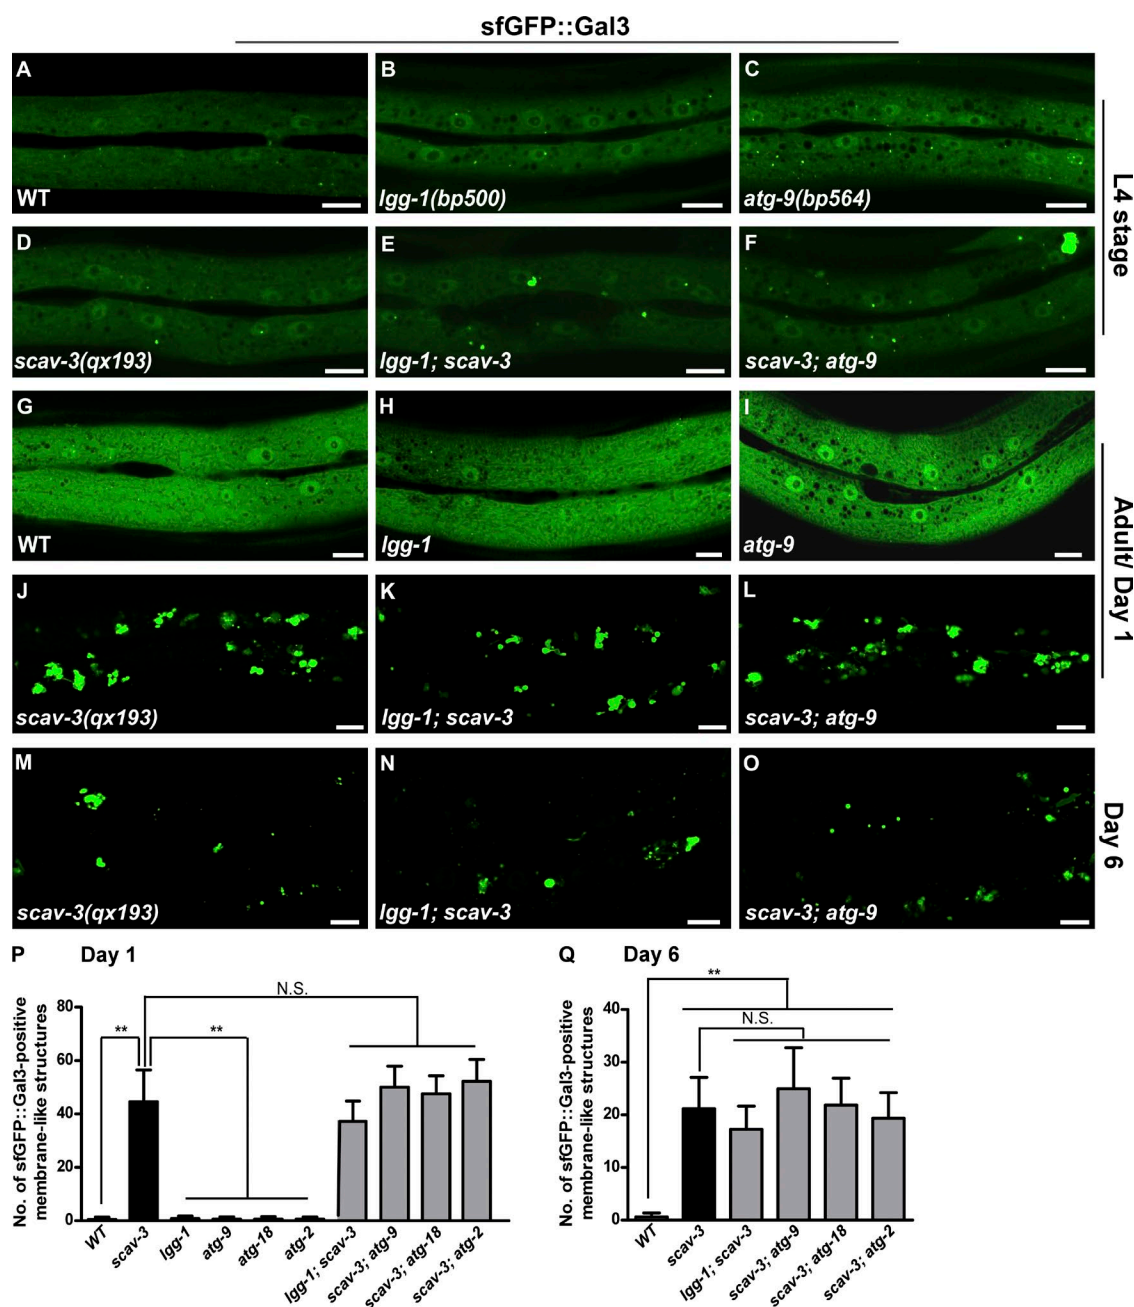 sfGFP::Gal3
A
WT
B
lgg-1(bp500)
C
atg-9(bp564)
D
scav-3(qx193)
E
lgg-1; scav-3
F
scav-3; atg-9
L4 stage
G
WT
H
lgg-1
I
atg-9
J
scav-3(qx193)
K
lgg-1; scav-3
L
scav-3; atg-9
Adult/ Day 1
M
scav-3(qx193)
N
lgg-1; scav-3
O
scav-3; atg-9
Day 6
P
Day 1
No. of sfGFP::Gal3-positive
membrane-like structures
80
60
40
20
0
**
**
N.S.
WT
scav-3
lgg-1
atg-9
atg-18
atg-2
lgg-1; scav-3
scav-3; atg-9
scav-3; atg-18
scav-3; atg-2
Q
Day 6
No. of sfGFP::Gal3-positive
membrane-like structures
40
30
20
10
0
**
N.S.
WT
scav-3
lgg-1; scav-3
scav-3; atg-9
scav-3; atg-18
scav-3; atg-2